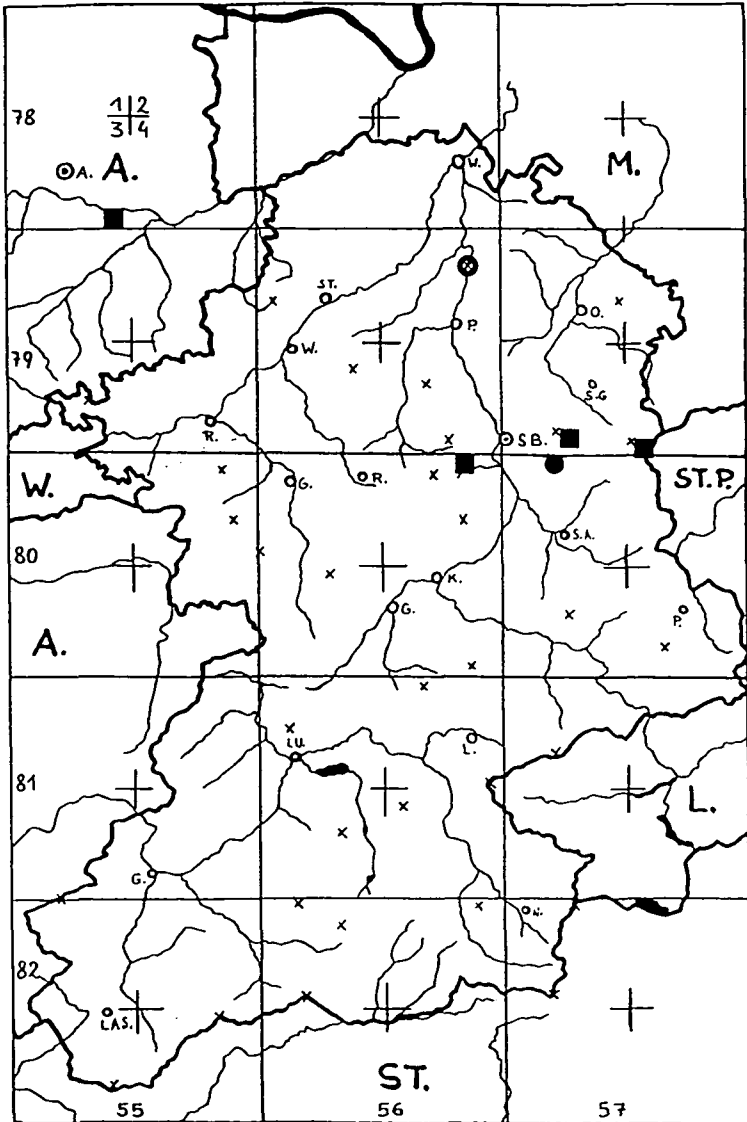 78
1|2
3|4
A.
A.
W.
M.
ST.
O.
P.
W.
79
S.G
R.
S.B.
W.
G.
R.
ST.P.
S.A.
80
K.
G.
P.
A.
L.
LU.
81
L.
G.
N.
82
LAS.
ST.
55
56
57